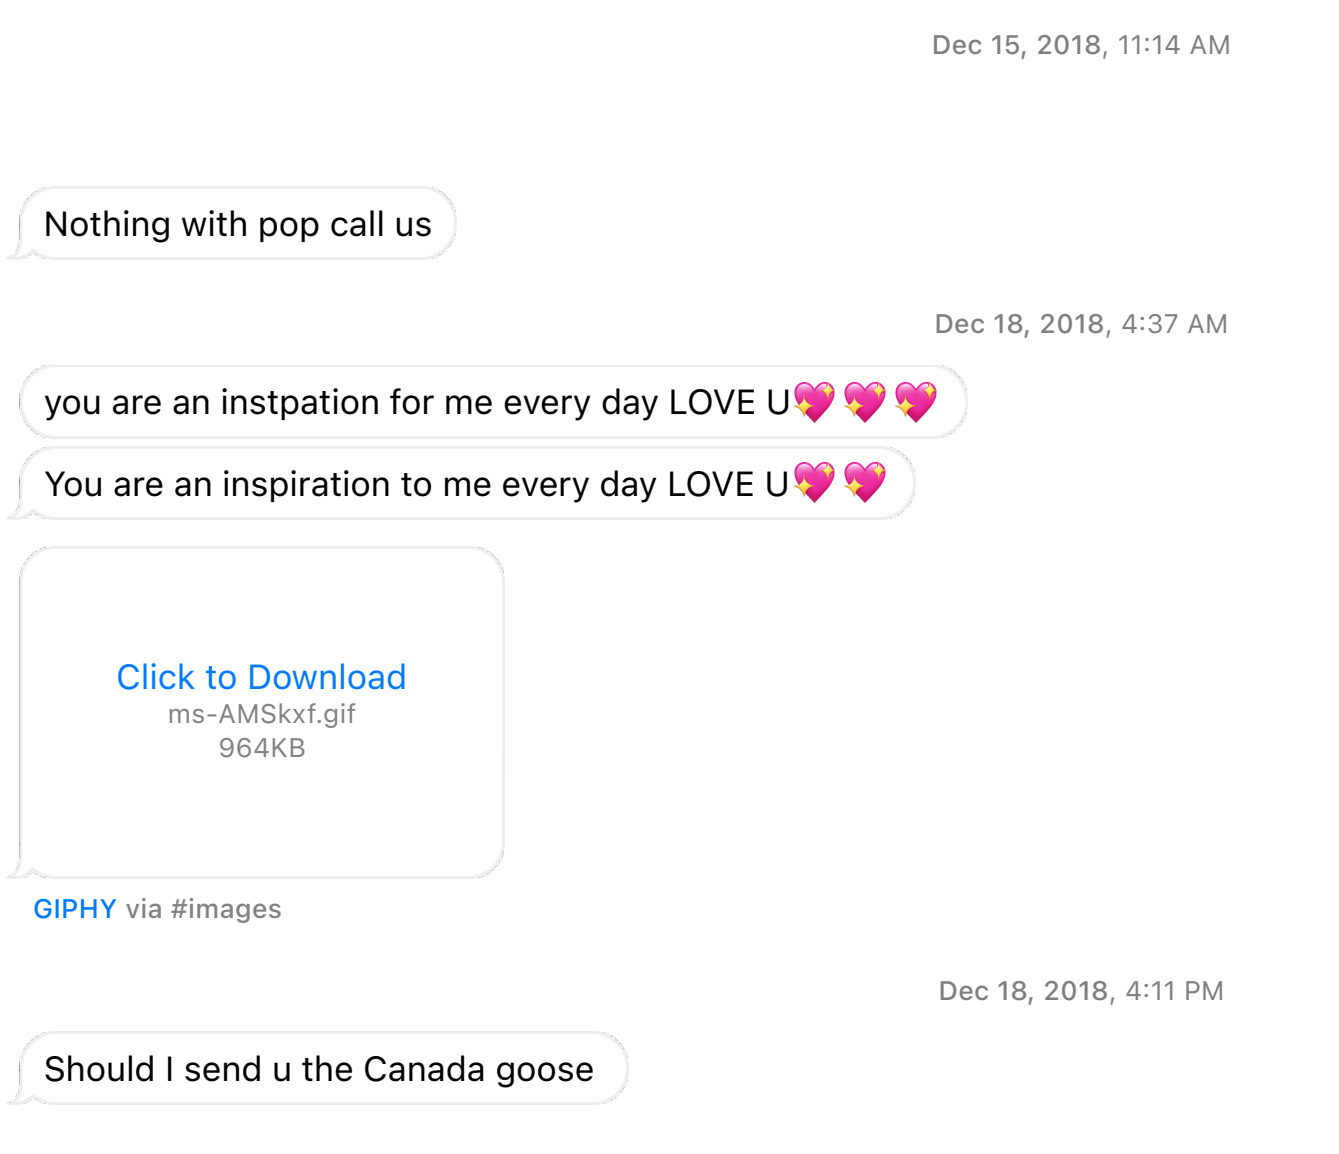 Dec 15, 2018, 11:14 AM
Nothing with pop call us
Dec 18, 2018, 4:37 AM
you are an instpation for me every day LOVE U💖💖💖
You are an inspiration to me every day LOVE U💖💖
Click to Download
ms-AMSkxf.gif
964KB
GIPHY via #images
Dec 18, 2018, 4:11 PM
Should I send u the Canada goose